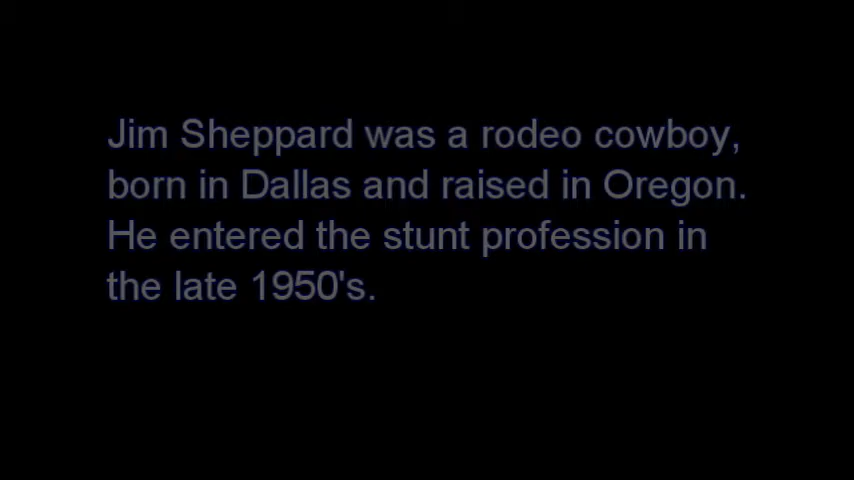 Jim Sheppard was a rodeo cowboy,
born in Dallas and raised in Oregon.
He entered the stunt profession in
the late 1950's.